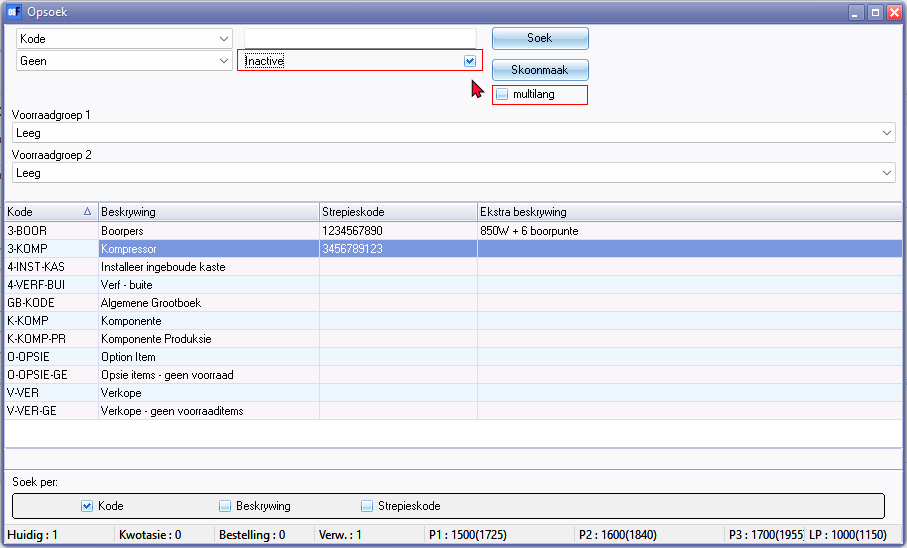 Opsoek
Kode Soek
Geen Inactive Skoonmaak
multilang
Voorraadgroep 1
Leeg
Voorraadgroep 2
Leeg
Kode Beskrywing Strepieskode Ekstra beskrywing
3-BOOR Boorpers 1234567890 850W + 6 boorpunte
3-KOMP Kompressor 3456789123
4-INST-KAS Installeer ingeboude kaste
4-VERF-BUI Verf - buite
GB-KODE Algemene Grootboek
K-KOMP Komponente
K-KOMP-PR Komponente Produksie
O-OPSIE Option Item
O-OPSIE-GE Opsie items - geen voorraad
V-VER Verkope
V-VER-GE Verkope - geen voorraaditems
Soek per:
Kode Beskrywing Strepieskode
Huidig : 1 Kwotasie : 0 Bestelling : 0 Verw. : 1 P1 : 1500(1725) P2 : 1600(1840) P3 : 1700(1955) LP : 1000(1150)